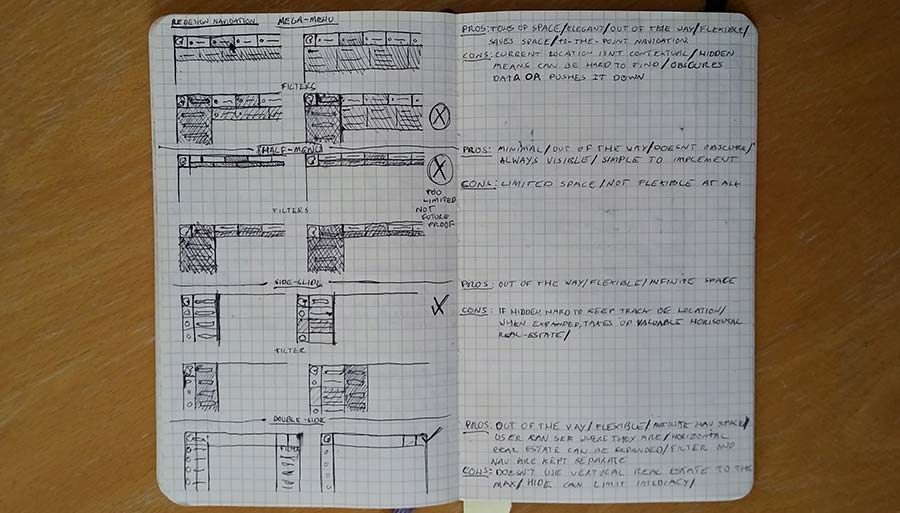 REDESIGN NAVIGATION MEGA-MENU
FILTERS
HALF-MENU
TOO
LIMITED
NOT
FUTURE
PROOF
FILTERS
SIDE-SLIDE
FILTER
DOUBLE-SLIDE
FILTER
PROS: TONS OF SPACE/ELEGANT/OUT OF THE WAY/FLEXIBLE/
SAVES SPACE/TO-THE-POINT NAVIGATION
CONS: CURRENT LOCATION ISNT CONTEXTUAL/HIDDEN
MEANS CAN BE HARD TO FIND/OBSCURES
DATA OR PUSHES IT DOWN
PROS: MINIMAL/OUT OF THE WAY/DOESNT OBSCURE/
ALWAYS VISIBLE/SIMPLE TO IMPLEMENT
CONS: LIMITED SPACE/NOT FLEXIBLE AT ALL
PROS: OUT OF THE WAY/FLEXIBLE/INFINITE SPACE
CONS: IF HIDDEN, HARD TO KEEP TRACK OF LOCATION/
WHEN EXPANDED, TAKES UP VALUABLE HORIZONTAL
REAL-ESTATE/
PROS: OUT OF THE WAY/FLEXIBLE/INFINITE NAV SPACE/
USER CAN SEE WHERE THEY ARE/HORIZONTAL
REAL ESTATE CAN BE EXPANDED/FILTER AND
NAV ARE KEPT SEPARATE
CONS: DOESN'T USE VERTICAL REAL ESTATE TO THE
MAX/HIDE CAN LIMIT